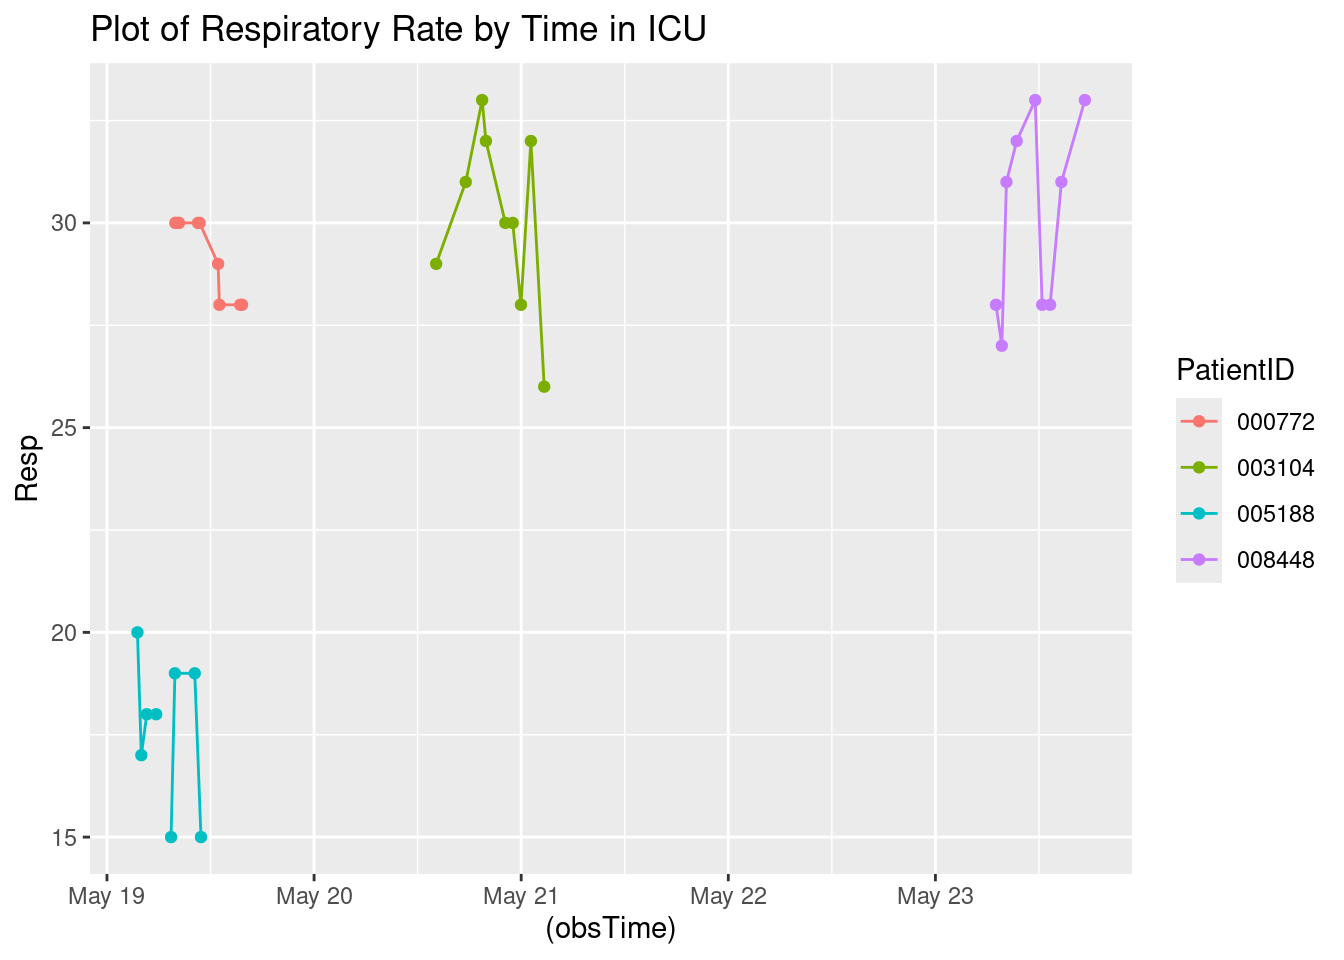 Plot of Respiratory Rate by Time in ICU
30
25
20
15
Resp
May 19
May 20
May 21
May 22
May 23
(obsTime)
PatientID
000772
003104
005188
008448